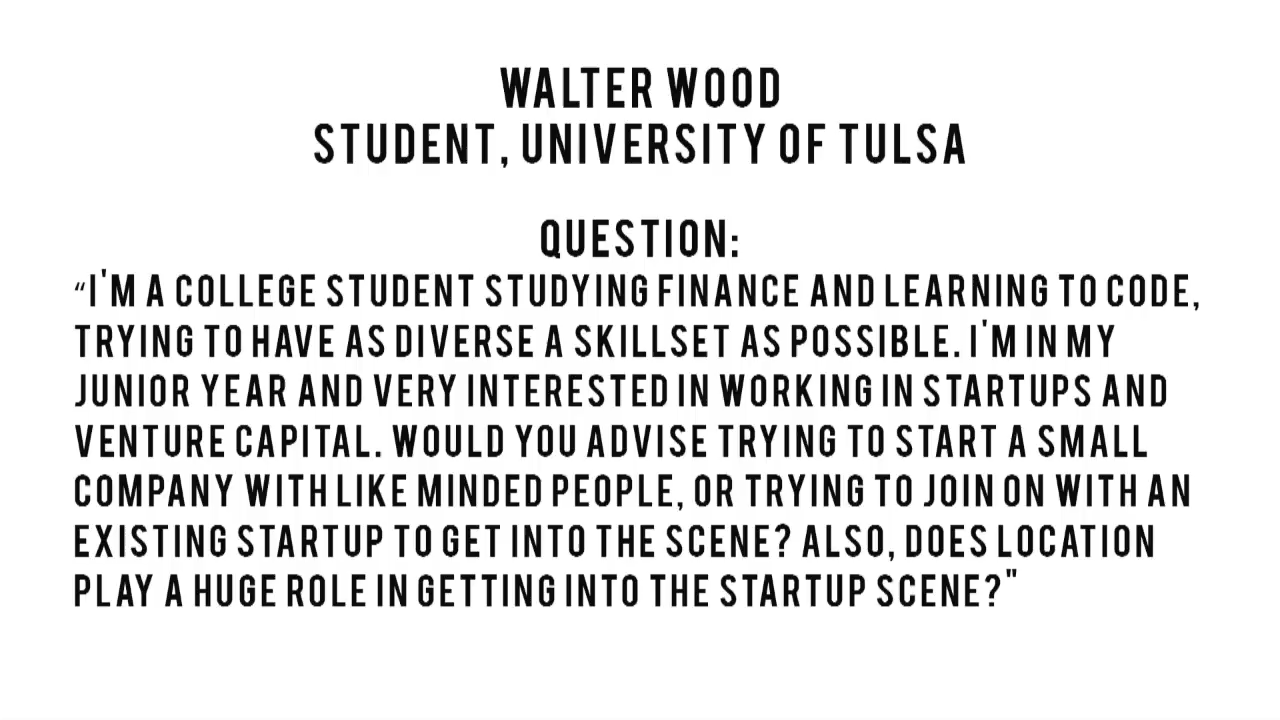 WALTER WOOD
STUDENT, UNIVERSITY OF TULSA
QUESTION:
“I'M A COLLEGE STUDENT STUDYING FINANCE AND LEARNING TO CODE,
TRYING TO HAVE AS DIVERSE A SKILLSET AS POSSIBLE. I'M IN MY
JUNIOR YEAR AND VERY INTERESTED IN WORKING IN STARTUPS AND
VENTURE CAPITAL. WOULD YOU ADVISE TRYING TO START A SMALL
COMPANY WITH LIKE MINDED PEOPLE, OR TRYING TO JOIN ON WITH AN
EXISTING STARTUP TO GET INTO THE SCENE? ALSO, DOES LOCATION
PLAY A HUGE ROLE IN GETTING INTO THE STARTUP SCENE?"